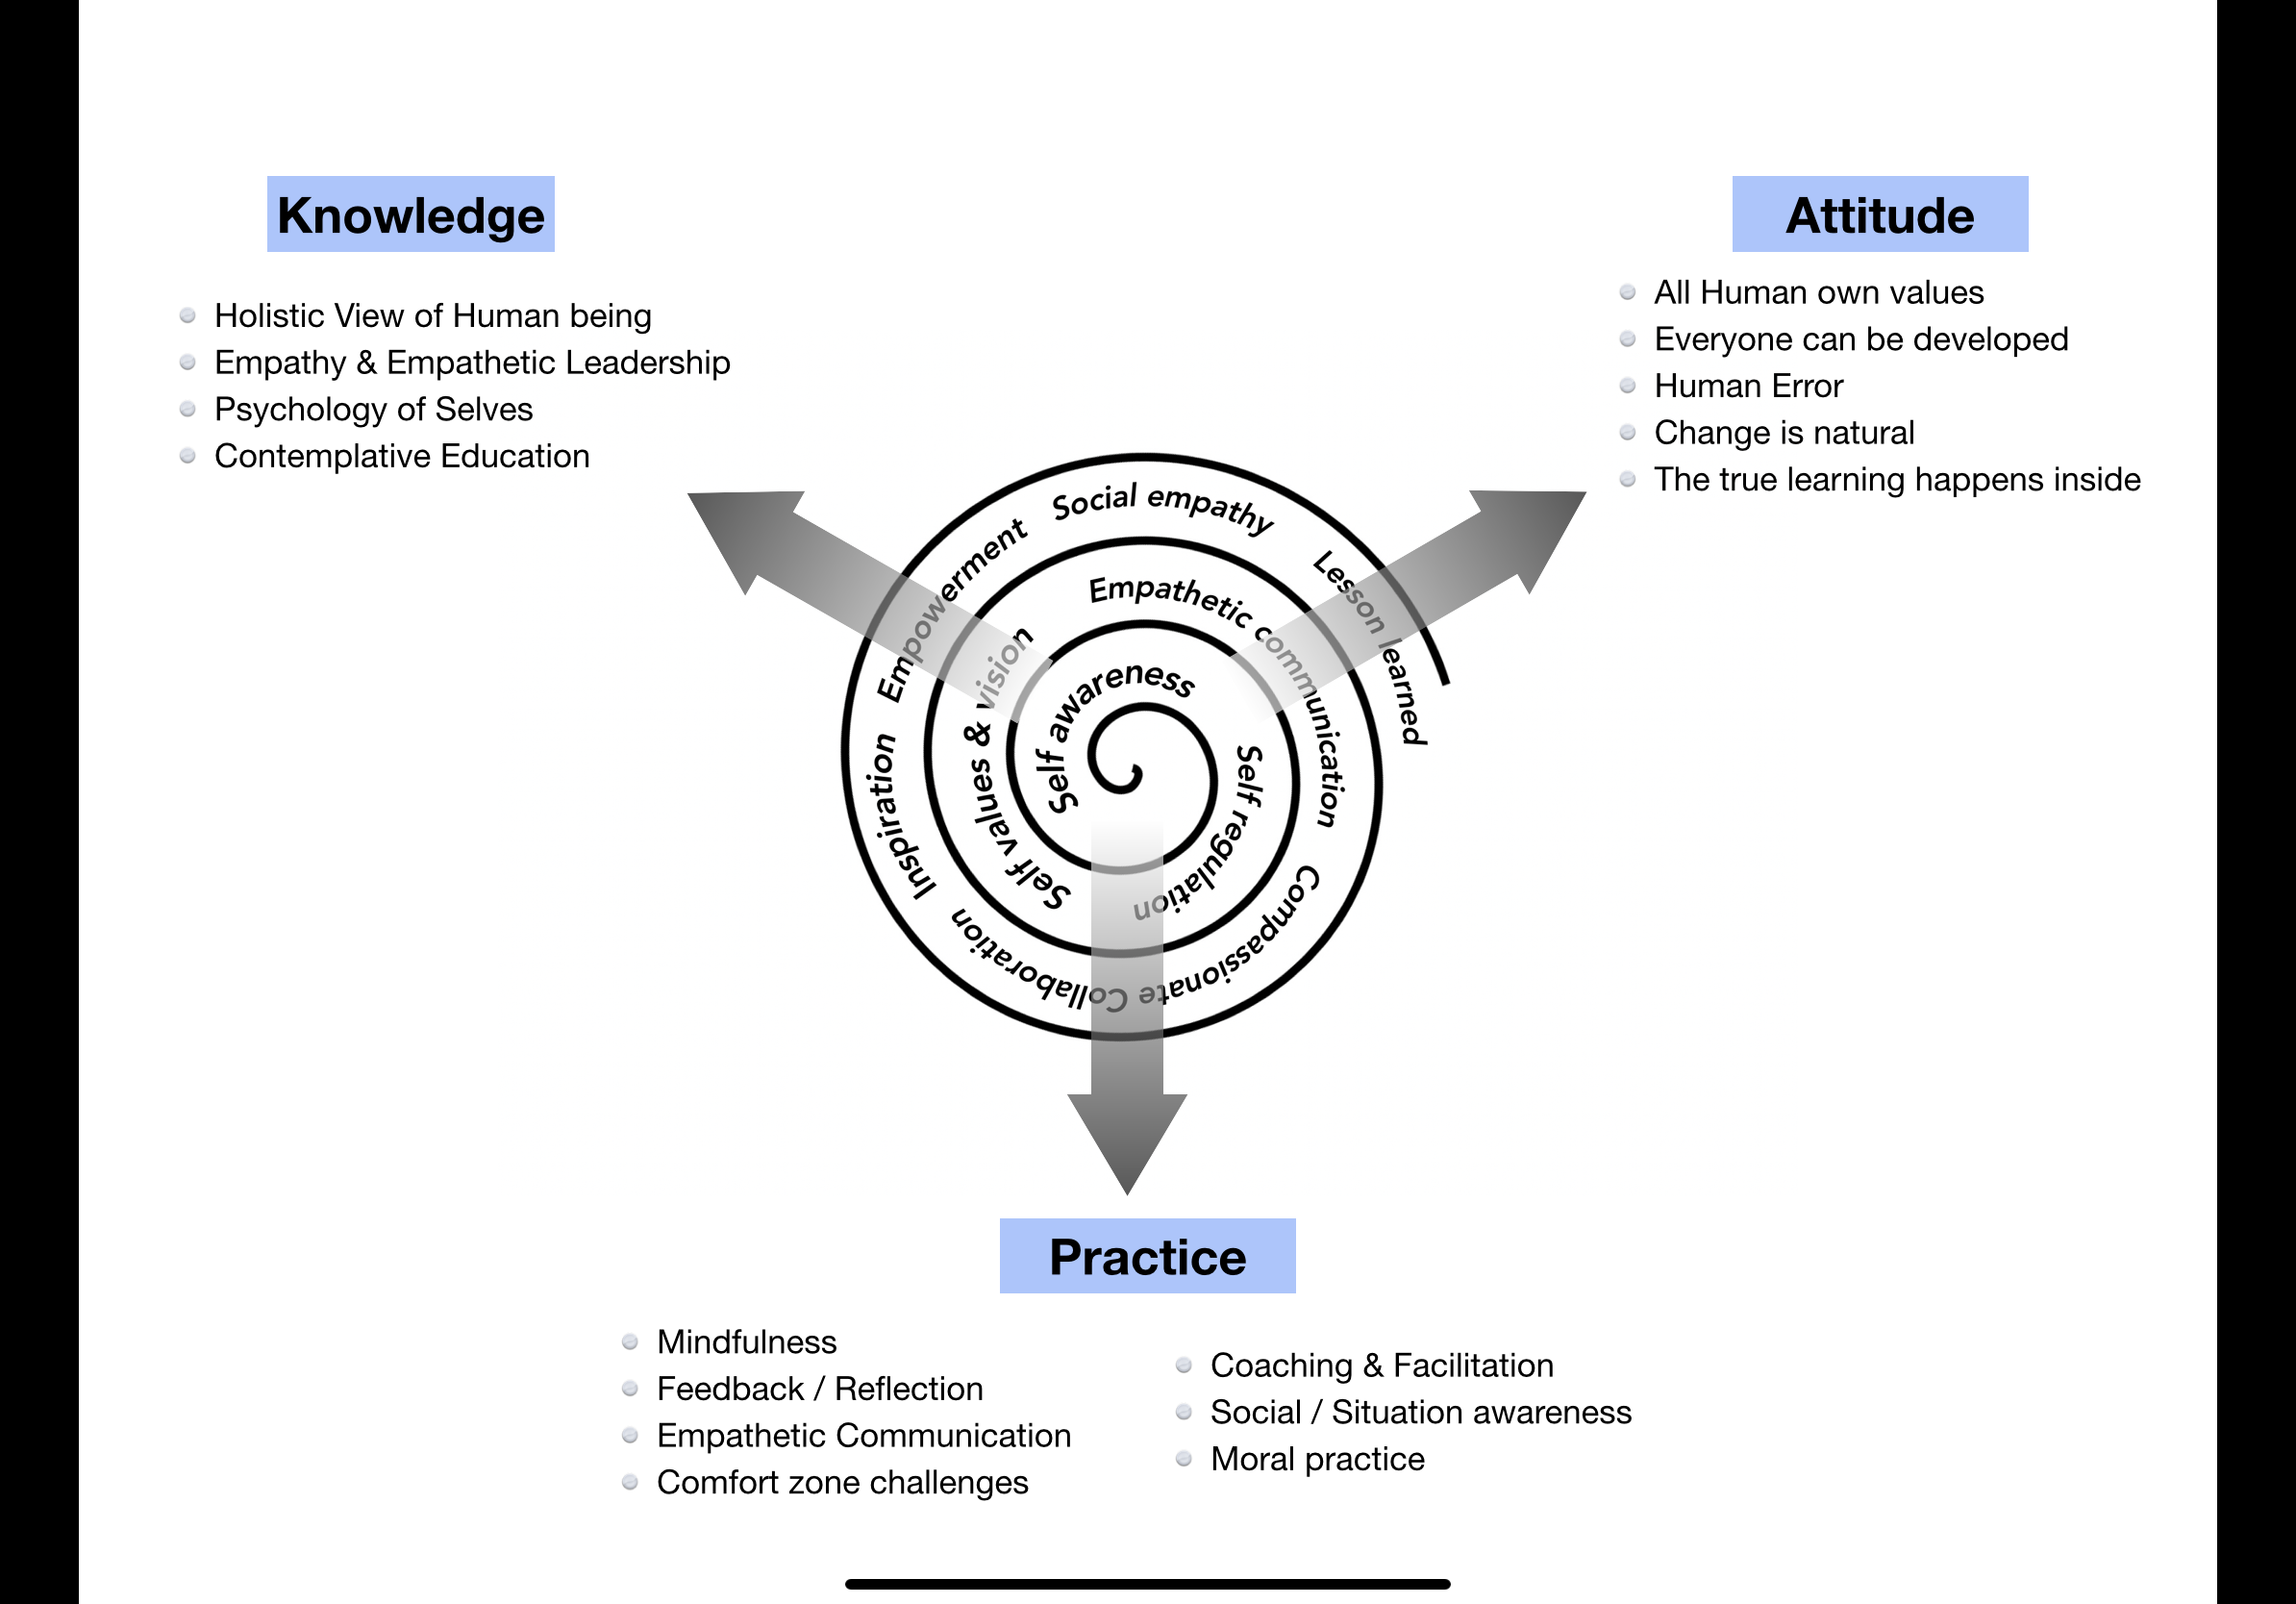 Knowledge
Holistic View of Human being
Empathy & Empathetic Leadership
Psychology of Selves
Contemplative Education
Attitude
All Human own values
Everyone can be developed
Human Error
Change is natural
The true learning happens inside
Self awareness
Self regulation
Self values & vision
Empathetic communication
Compassionate Collaboration
Inspiration
Empowerment
Social empathy
Lesson learned
Practice
Mindfulness
Feedback / Reflection
Empathetic Communication
Comfort zone challenges
Coaching & Facilitation
Social / Situation awareness
Moral practice